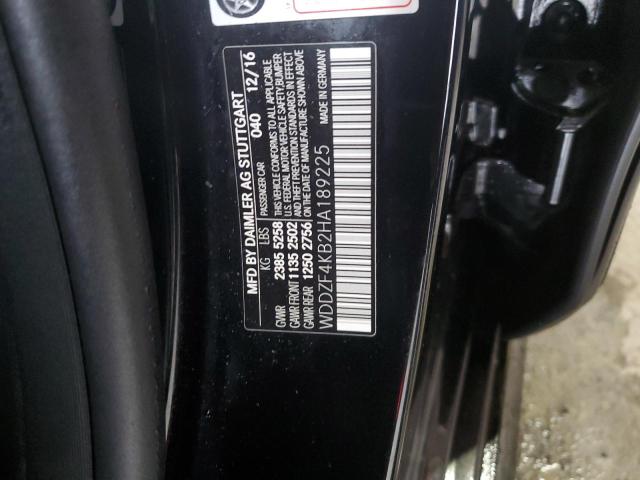 MFD BY DAIMLER AG STUTTGART
PASSENGER CAR 040 12/16
KG LBS THIS VEHICLE CONFORMS TO ALL APPLICABLE
GVWR 2385 5258 U.S. FEDERAL MOTOR VEHICLE SAFETY,BUMPER
GAWR FRONT 1135 2502 AND THEFT PREVENTION STANDARDS IN EFFECT
GAWR REAR 1250 2756 ON THE DATE OF MANUFACTURE SHOWN ABOVE
WDDZF4KB2HA189225 MADE IN GERMANY